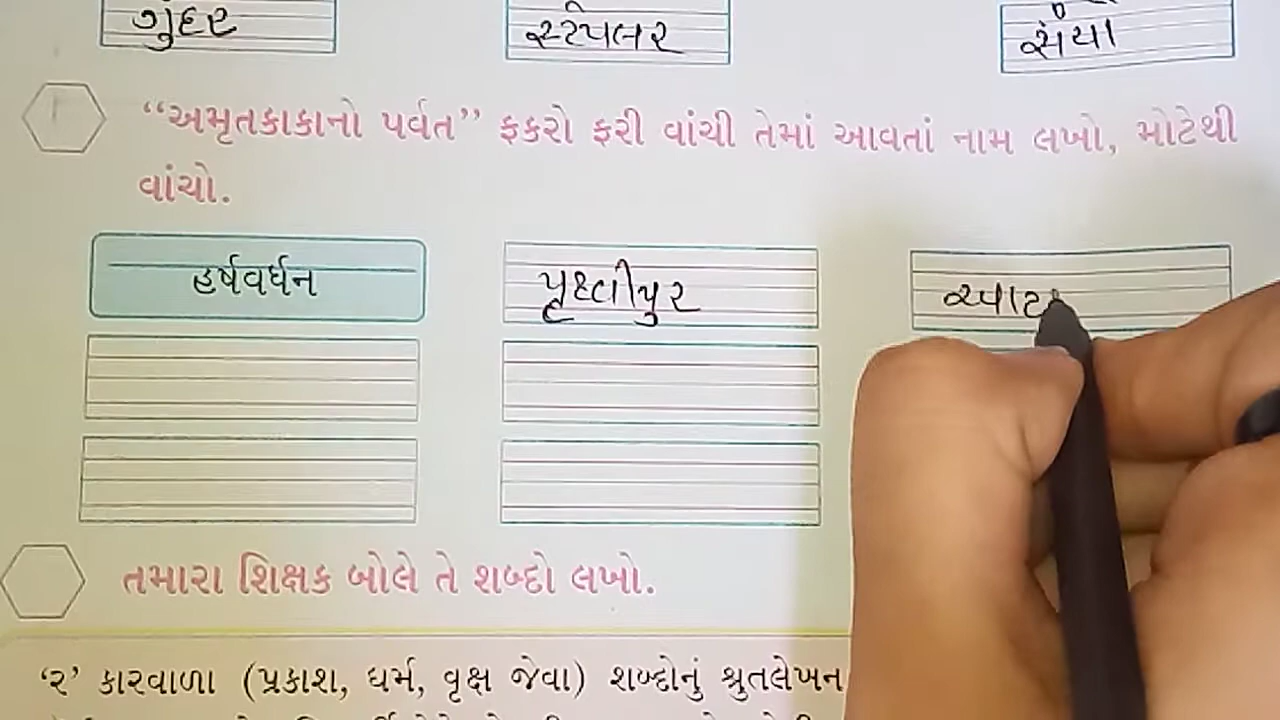 ગુંદર સ્ટેપલર સંચા
“અમૃતકાકાનો પર્વત” ફકરો ફરી વાંચી તેમાં આવતાં નામ લખો, મોટેથી
વાંચો.
હર્ષવર્ધન પૃથ્વીપુર
તમારા શિક્ષક બોલે તે શબ્દો લખો.
‘ર’ કારવાળા (પ્રકાશ, ધર્મ, વૃક્ષ જેવા) શબ્દોનું શ્રુતલેખન